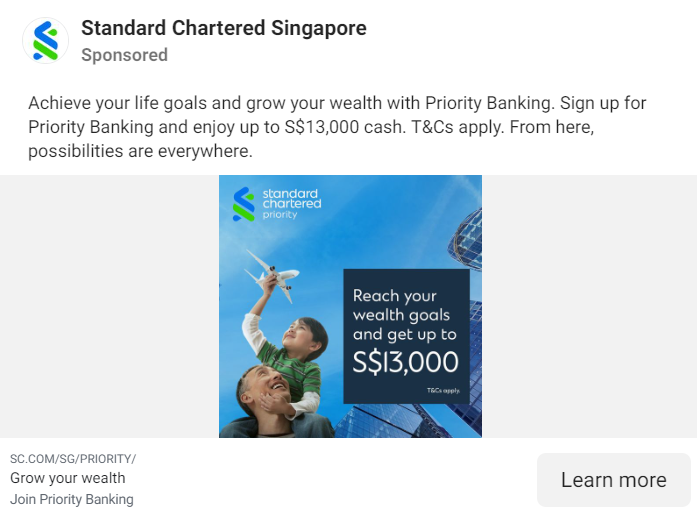 Standard Chartered Singapore
Sponsored
Achieve your life goals and grow your wealth with Priority Banking. Sign up for
Priority Banking and enjoy up to S$13,000 cash. T&Cs apply. From here,
possibilities are everywhere.
standard
chartered
priority
Reach your
wealth goals
and get up to
S$13,000
T&Cs apply.
SC.COM/SG/PRIORITY/
Grow your wealth
Join Priority Banking
Learn more